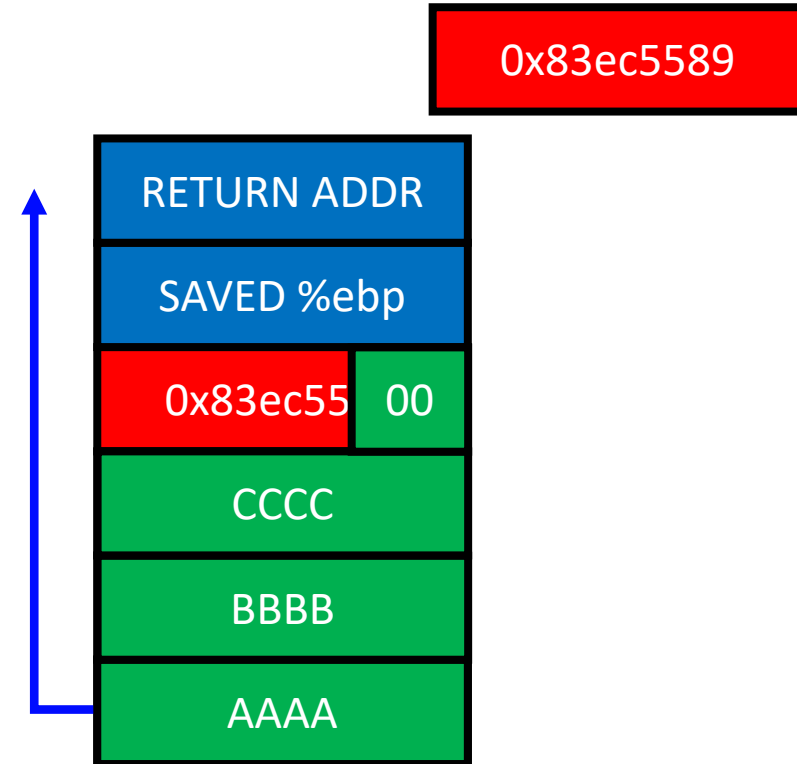 0x83ec5589
RETURN ADDR
SAVED %ebp
0x83ec55 00
CCCC
BBBB
AAAA